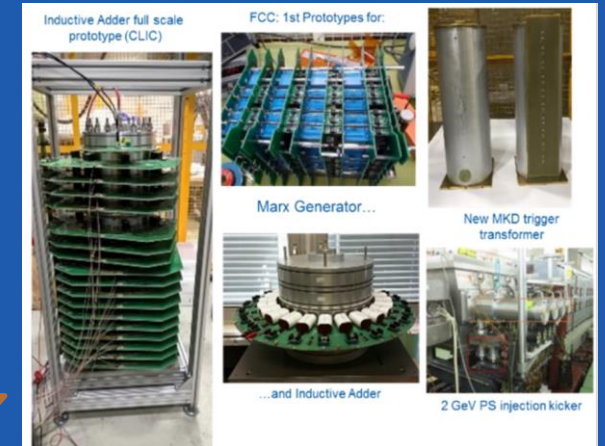 Inductive Adder full scale
prototype (CLIC)
FCC: 1st Prototypes for:
Marx Generator…
…and Inductive Adder
New MKD trigger
transformer
2 GeV PS injection kicker